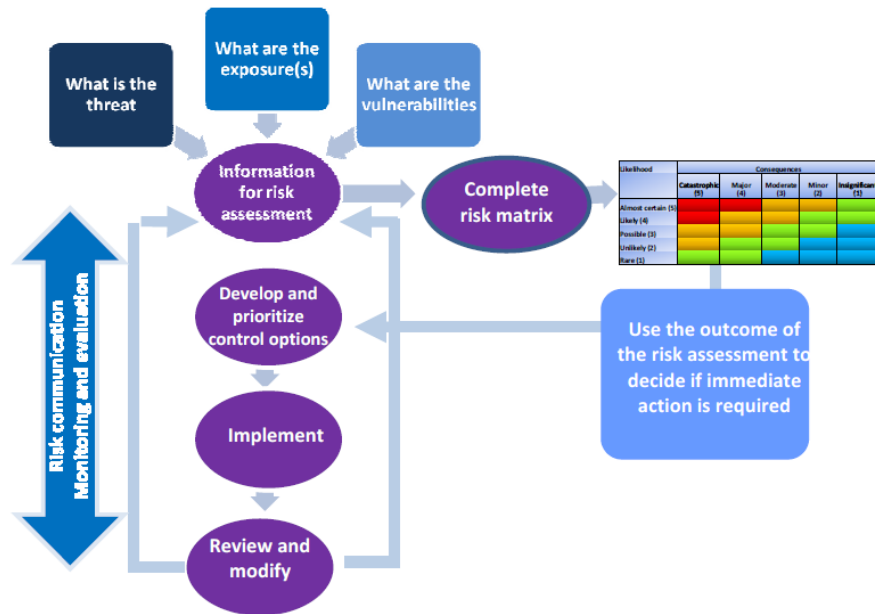 What are the
exposure(s)
What is the
threat
What are the
vulnerabilities
Information
for risk
assessment
Complete
risk matrix
Likelihood
Consequences
Catastrophic
(5)
Major
(4)
Moderate
(3)
Minor
(2)
Insignificant
(1)
Almost certain (5)
Likely (4)
Possible (3)
Unlikely (2)
Rare (1)
Develop and
prioritize
control options
Use the outcome of
the risk assessment to
decide if immediate
action is required
Implement
Review and
modify
Risk communication
Monitoring and evaluation